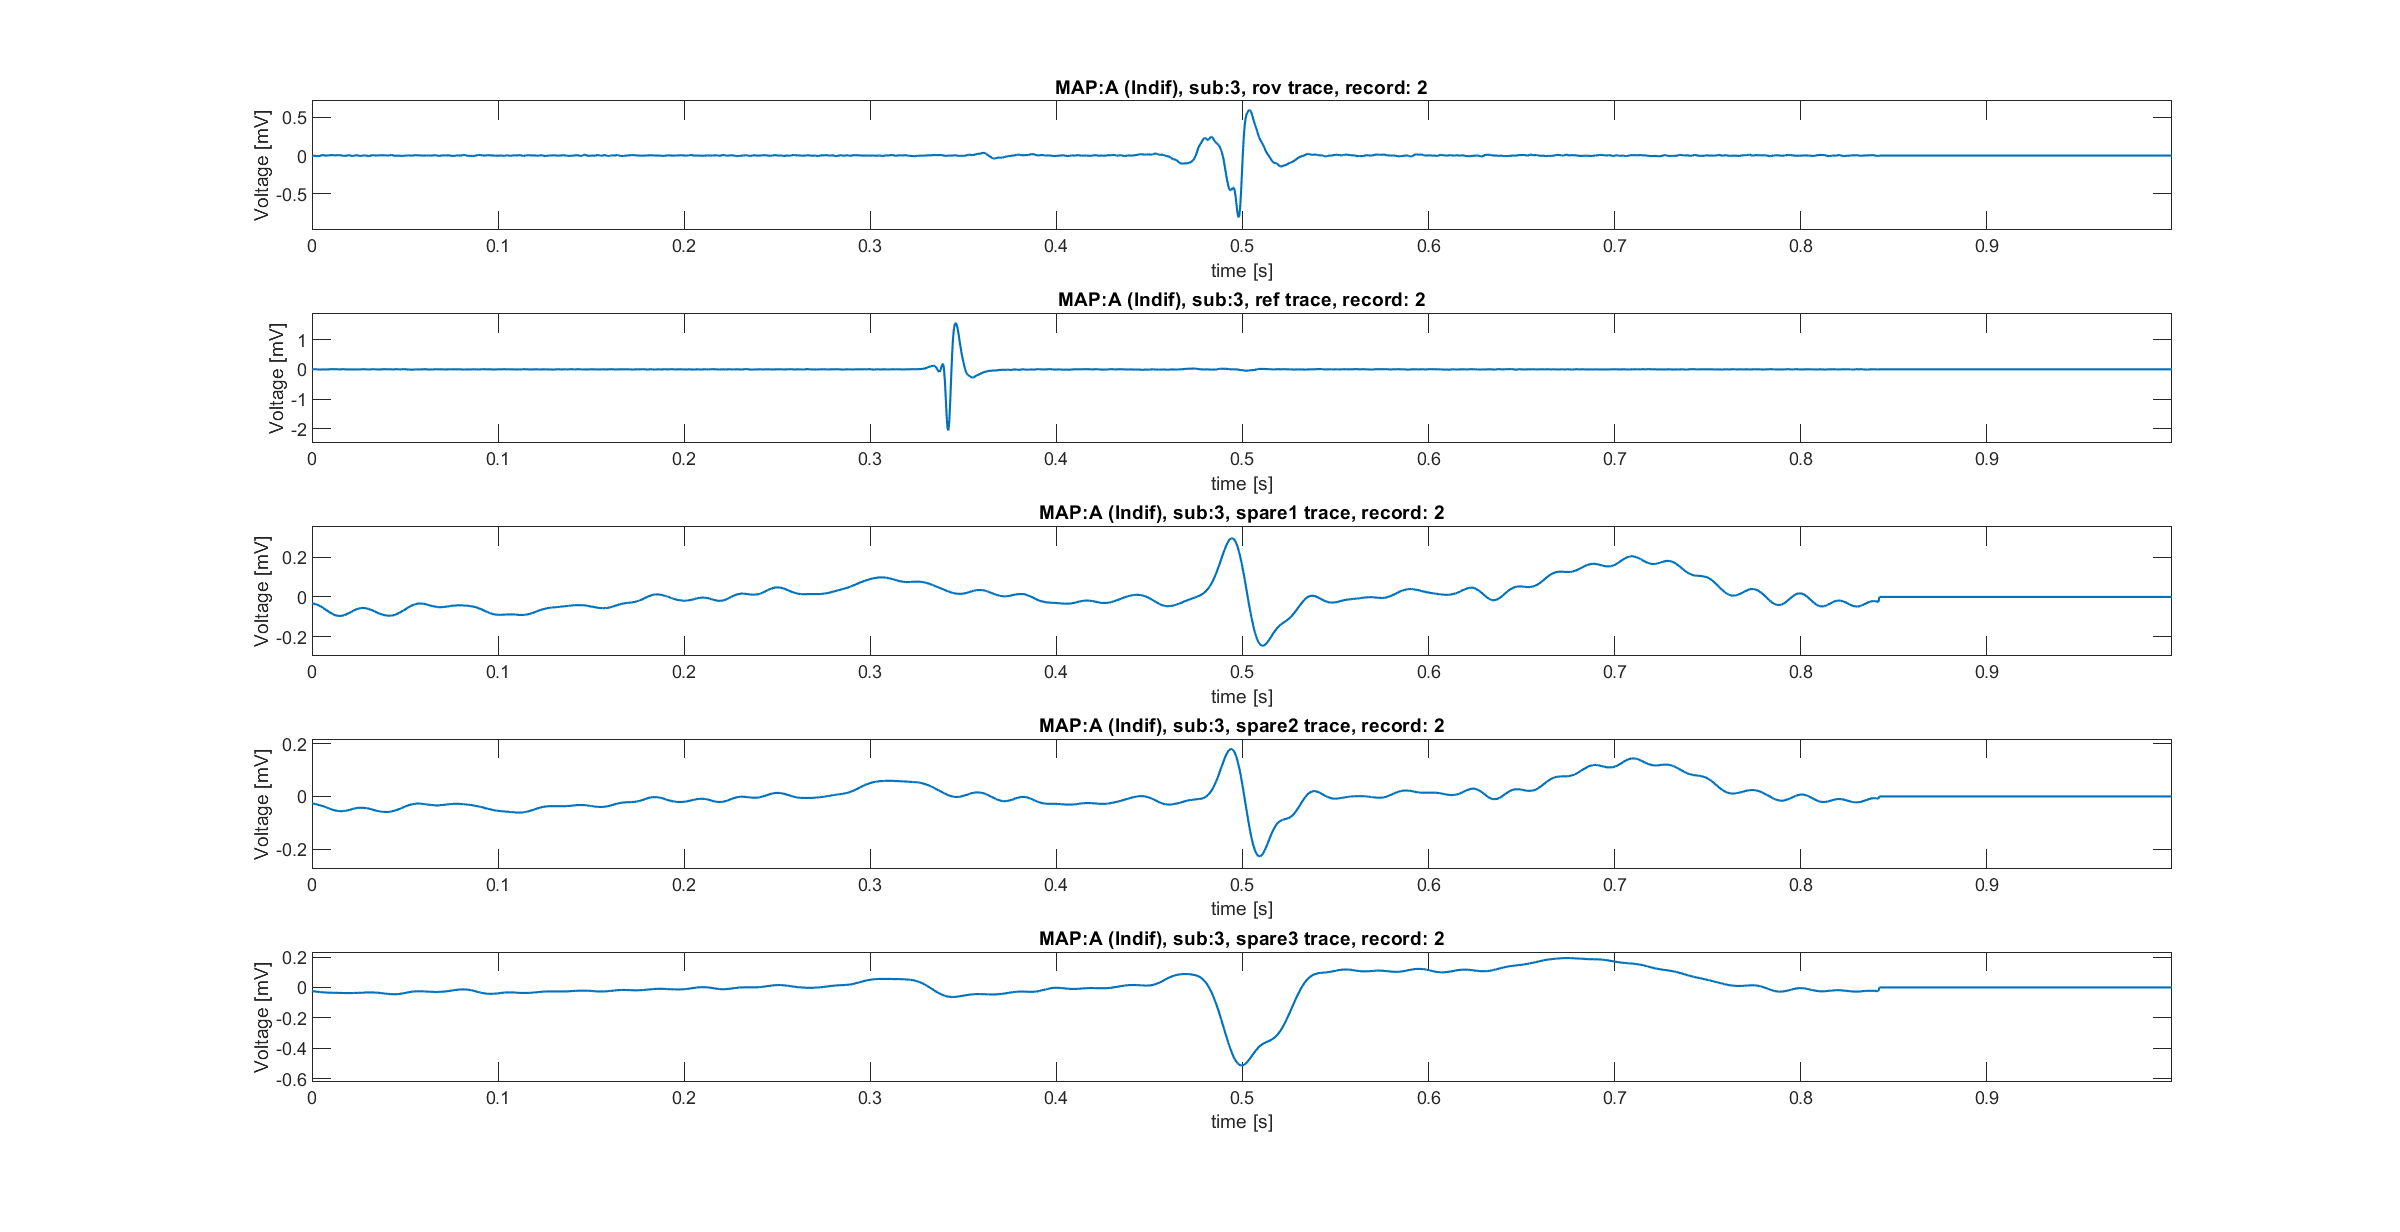 MAP:A (Indif), sub:3, rov trace, record: 2
Voltage [mV]
0.5
0
-0.5
0 0.1 0.2 0.3 0.4 0.5 0.6 0.7 0.8 0.9
time [s]
MAP:A (Indif), sub:3, ref trace, record: 2
Voltage [mV]
1
0
-1
-2
0 0.1 0.2 0.3 0.4 0.5 0.6 0.7 0.8 0.9
time [s]
MAP:A (Indif), sub:3, spare1 trace, record: 2
Voltage [mV]
0.2
0
-0.2
0 0.1 0.2 0.3 0.4 0.5 0.6 0.7 0.8 0.9
time [s]
MAP:A (Indif), sub:3, spare2 trace, record: 2
Voltage [mV]
0.2
0
-0.2
0 0.1 0.2 0.3 0.4 0.5 0.6 0.7 0.8 0.9
time [s]
MAP:A (Indif), sub:3, spare3 trace, record: 2
Voltage [mV]
0.2
0
-0.2
-0.4
-0.6
0 0.1 0.2 0.3 0.4 0.5 0.6 0.7 0.8 0.9
time [s]